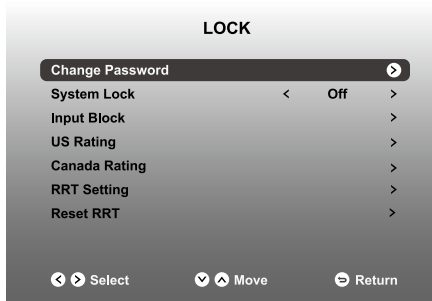 LOCK
Change Password
System Lock < Off >
Input Block >
US Rating >
Canada Rating >
RRT Setting >
Reset RRT >
Select Move Return